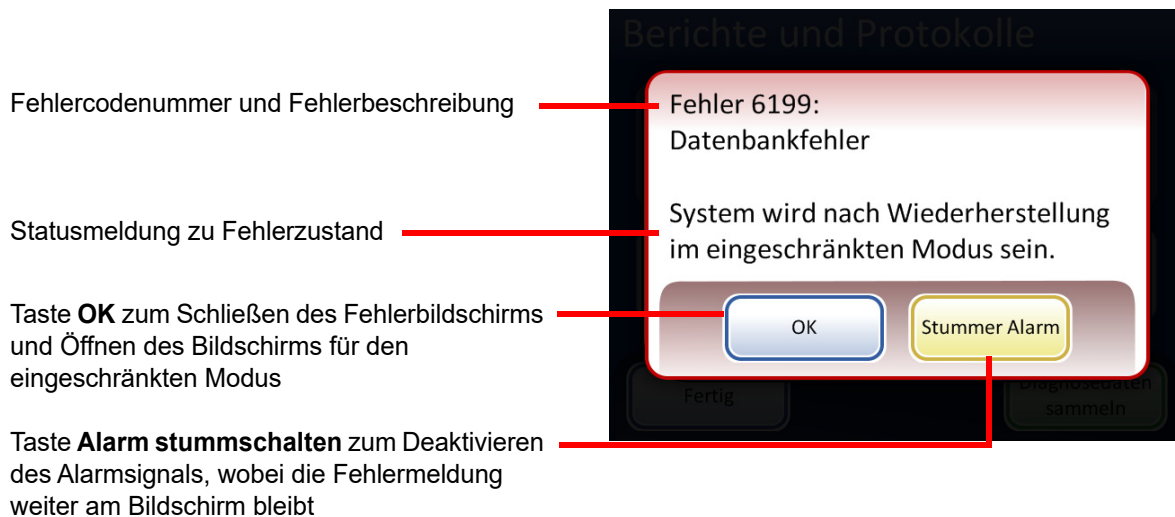 Fehlercodenummer und Fehlerbeschreibung
Statusmeldung zu Fehlerzustand
Taste OK zum Schließen des Fehlerbildschirms
und Öffnen des Bildschirms für den
eingeschränkten Modus
Taste Alarm stummschalten zum Deaktivieren
des Alarmsignals, wobei die Fehlermeldung
weiter am Bildschirm bleibt
Berichte und Protokolle
Fehler 6199:
Datenbankfehler
System wird nach Wiederherstellung
im eingeschränkten Modus sein.
OK
Stummer Alarm
Fertig
Diagnosedaten
sammeln